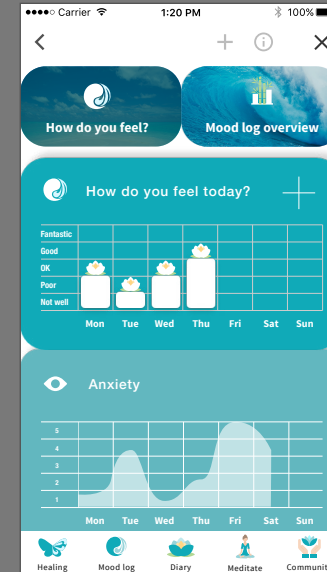 Carrier 1:20 PM 100%
How do you feel? Mood log overview
How do you feel today?
Fantastic
Good
OK
Poor
Not well
Mon Tue Wed Thu Fri Sat Sun
Anxiety
5
4
3
2
1
Mon Tue Wed Thu Fri Sat Sun
Healing Mood log Diary Meditate Communit